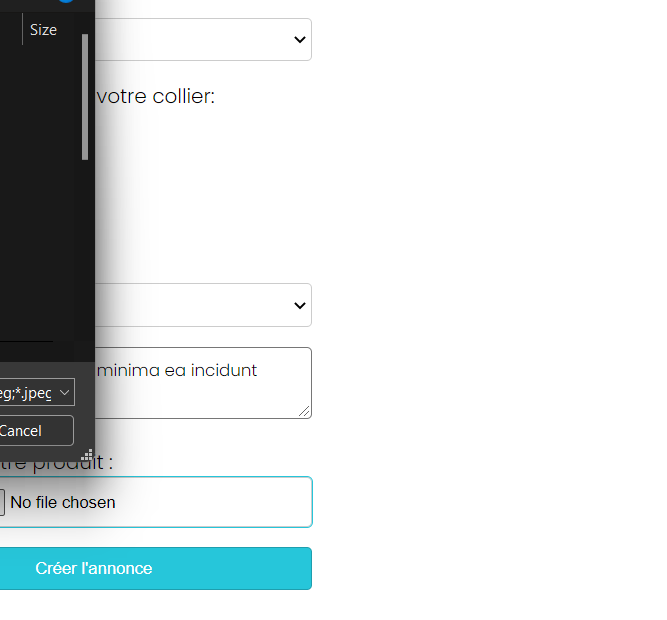 Size
votre collier:
minima ea incidunt
eg;*.jpeg
Cancel
tre produit :
No file chosen
Créer l'annonce